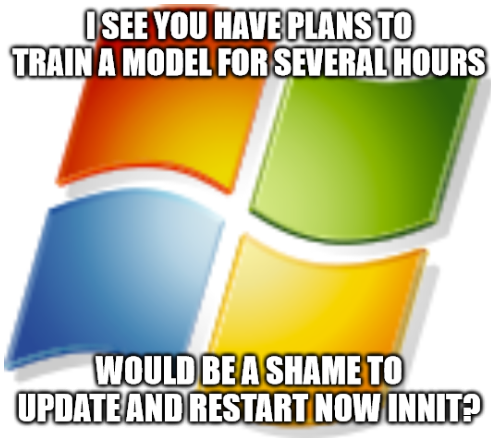 I SEE YOU HAVE PLANS TO
TRAIN A MODEL FOR SEVERAL HOURS
WOULD BE A SHAME TO
UPDATE AND RESTART NOW INNIT?